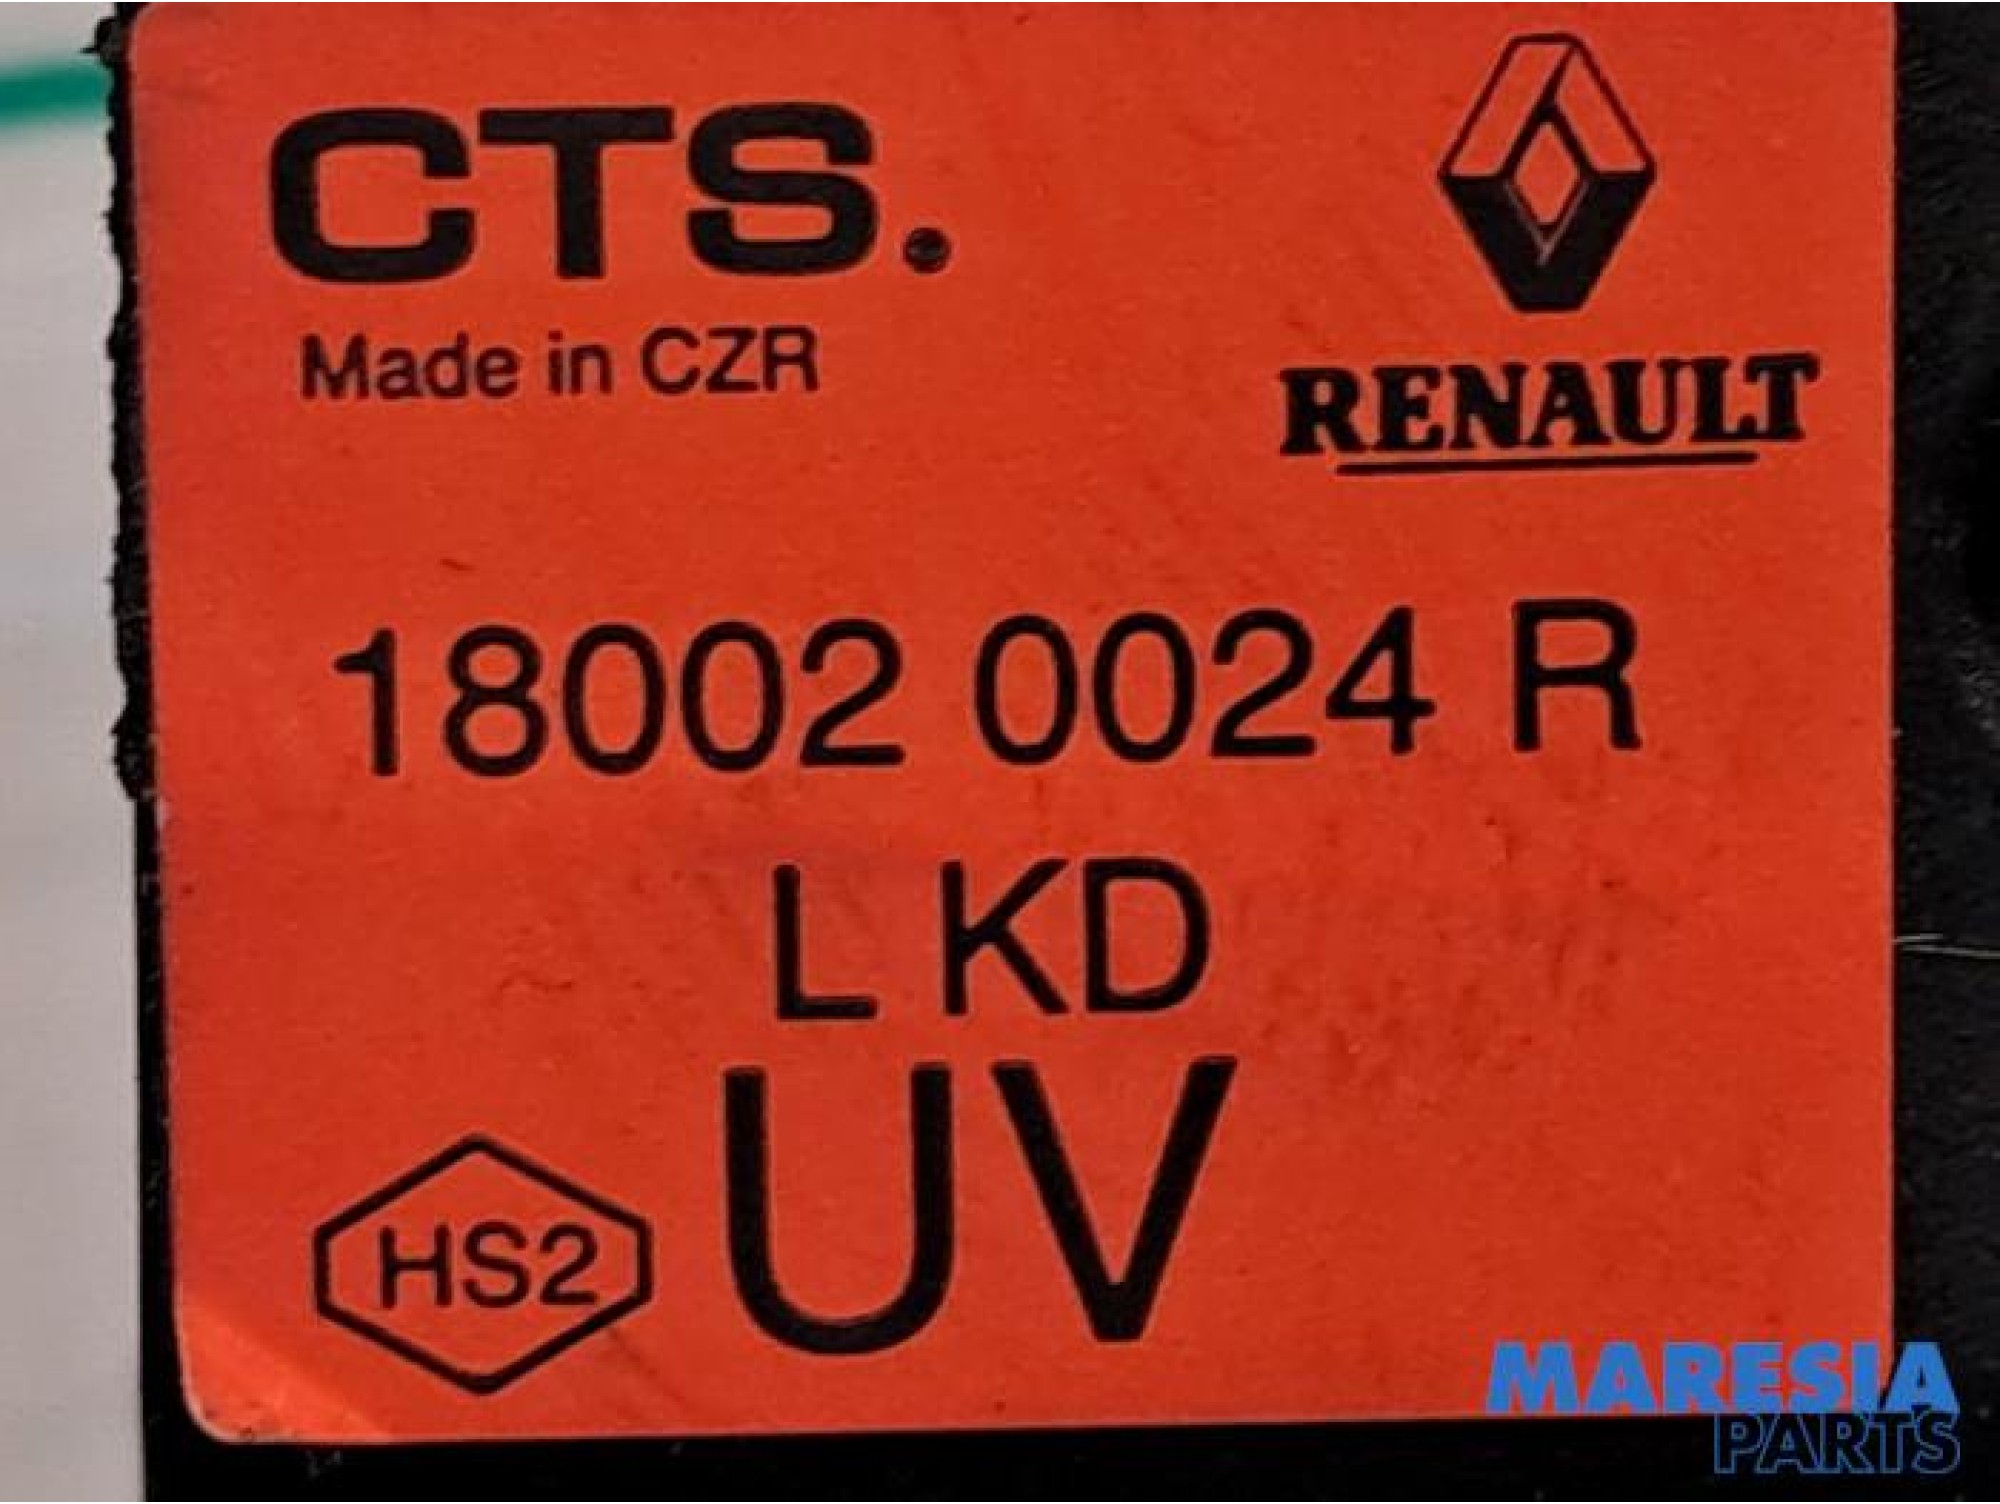 CTS.
Made in CZR
RENAULT
18002 0024 R
L KD
UV
HS2
MARESIA
PARTS